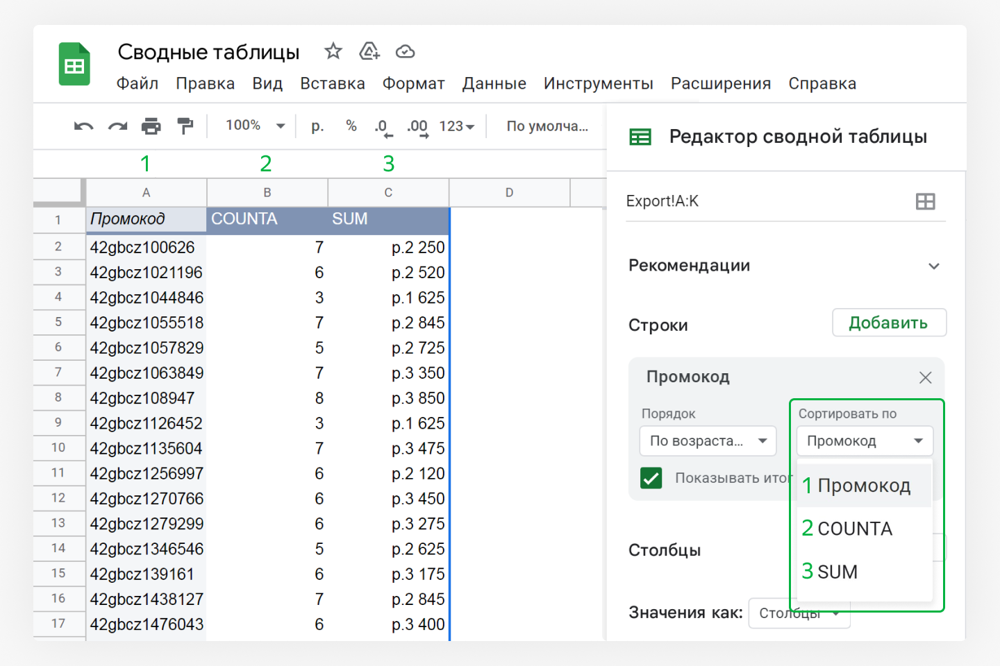 Сводные таблицы
Файл Правка Вид Вставка Формат Данные Инструменты Расширения Справка
100% р. % .0 .00 123 По умолча...
Редактор сводной таблицы
1 2 3
A B C D
Export!A:K
1 Промокод COUNTA SUM
2 42gbcz100626 7 р.2 250
3 42gbcz1021196 6 р.2 520
4 42gbcz1044846 3 р.1 625
5 42gbcz1055518 7 р.2 845
6 42gbcz1057829 5 р.2 725
7 42gbcz1063849 7 р.3 350
8 42gbcz108947 8 р.3 850
9 42gbcz1126452 3 р.1 625
10 42gbcz1135604 7 р.3 475
11 42gbcz1256997 6 р.2 120
12 42gbcz1270766 6 р.3 450
13 42gbcz1279299 6 р.3 275
14 42gbcz1346546 5 р.2 625
15 42gbcz139161 6 р.3 175
16 42gbcz1438127 7 р.2 845
17 42gbcz1476043 6 р.3 400
Рекомендации
Строки Добавить
Промокод
Порядок Сортировать по
По возраста... Промокод
Показывать итог
1 Промокод
2 COUNTA
3 SUM
Столбцы
Значения как: Столбцы